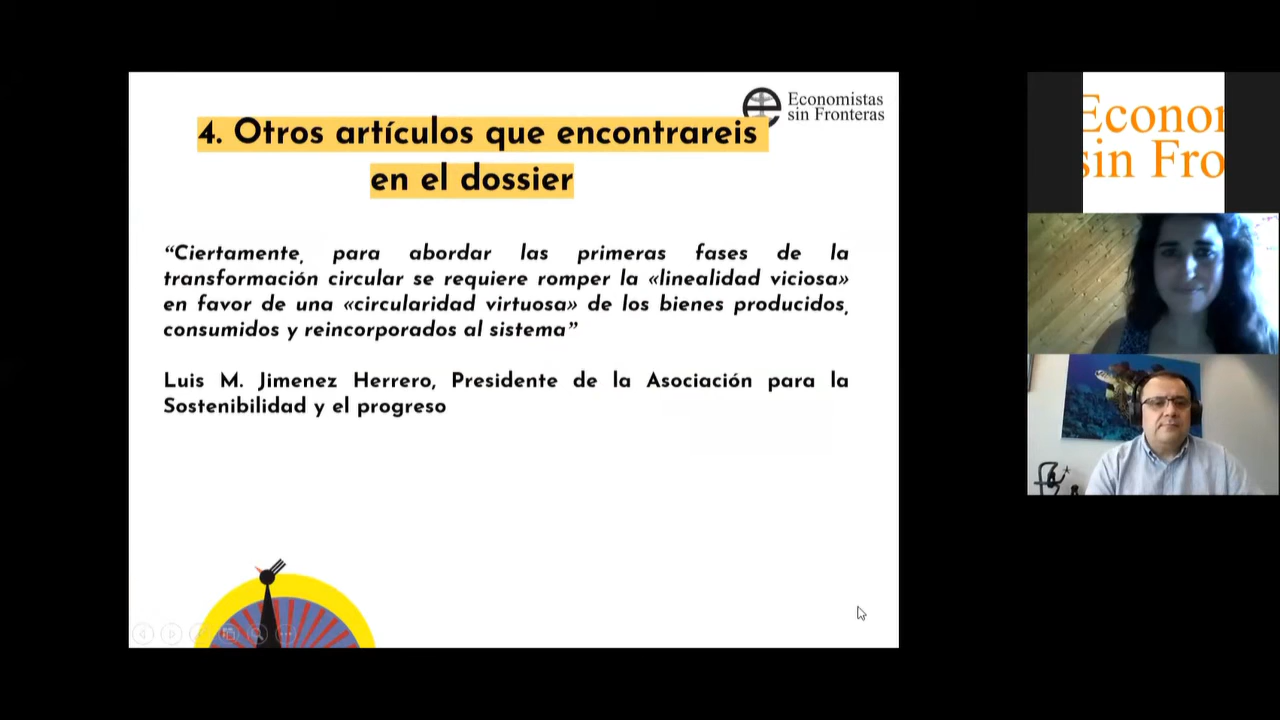 Economistas
sin Fronteras
4. Otros artículos que encontrareis
en el dossier
“Ciertamente, para abordar las primeras fases de la
transformación circular se requiere romper la «linealidad viciosa»
en favor de una «circularidad virtuosa» de los bienes producidos,
consumidos y reincorporados al sistema”
Luis M. Jimenez Herrero, Presidente de la Asociación para la
Sostenibilidad y el progreso
Econor
sin Fro